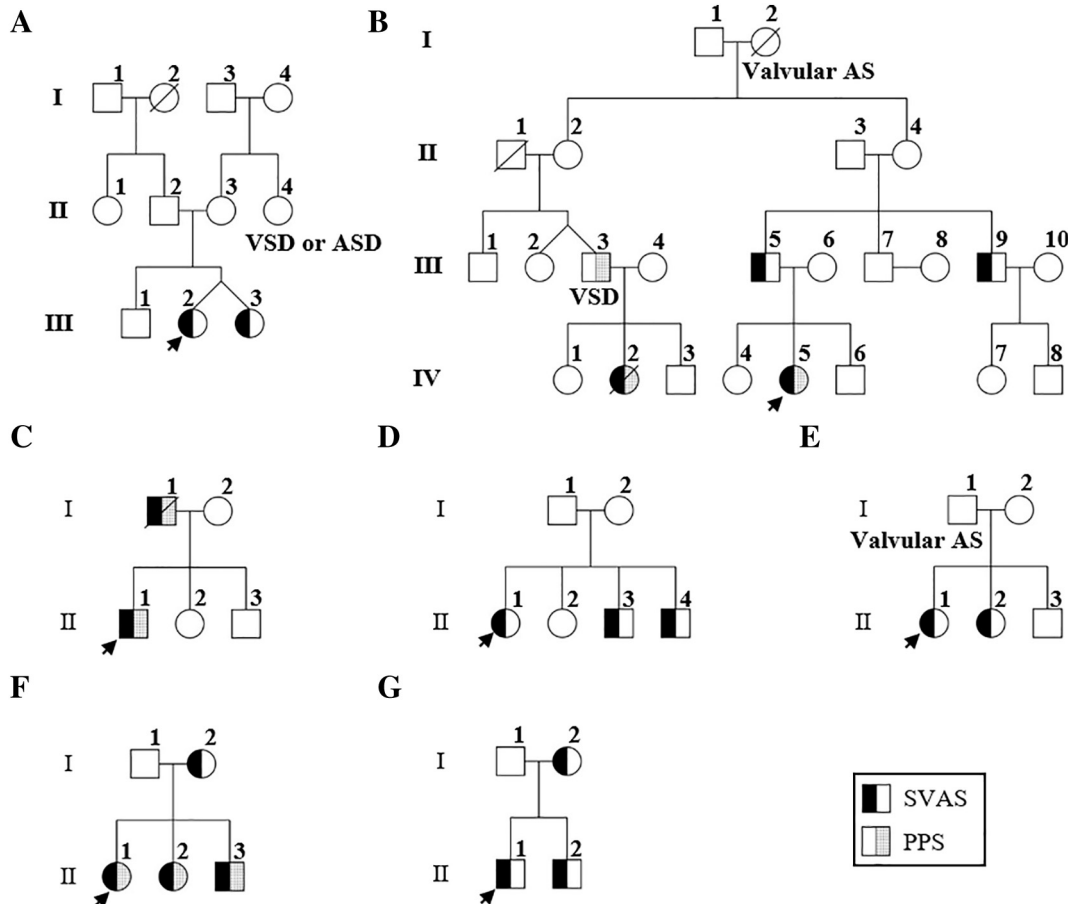 A
1 2 3 4
I
1 2 3 4
II
VSD or ASD
1 2 3
III
B
1 2
I
Valvular AS
1 2 3 4
II
1 2 3 4 5 6 7 8 9 10
III
VSD
1 2 3 4 5 6 7 8
IV
C
1 2
I
1 2 3
II
D
1 2
I
1 2 3 4
II
E
1 2
I
Valvular AS
1 2 3
II
F
1 2
I
1 2 3
II
G
1 2
I
1 2
II
SVAS
PPS